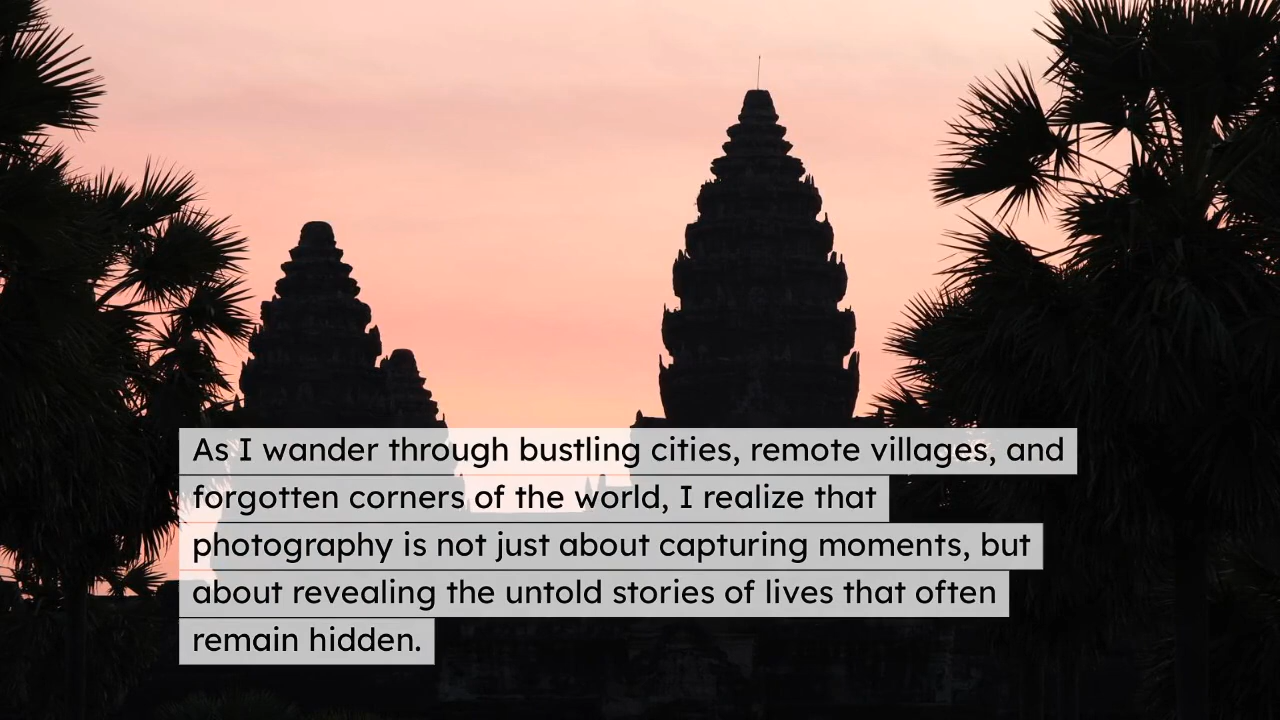 As I wander through bustling cities, remote villages, and
forgotten corners of the world, I realize that
photography is not just about capturing moments, but
about revealing the untold stories of lives that often
remain hidden.